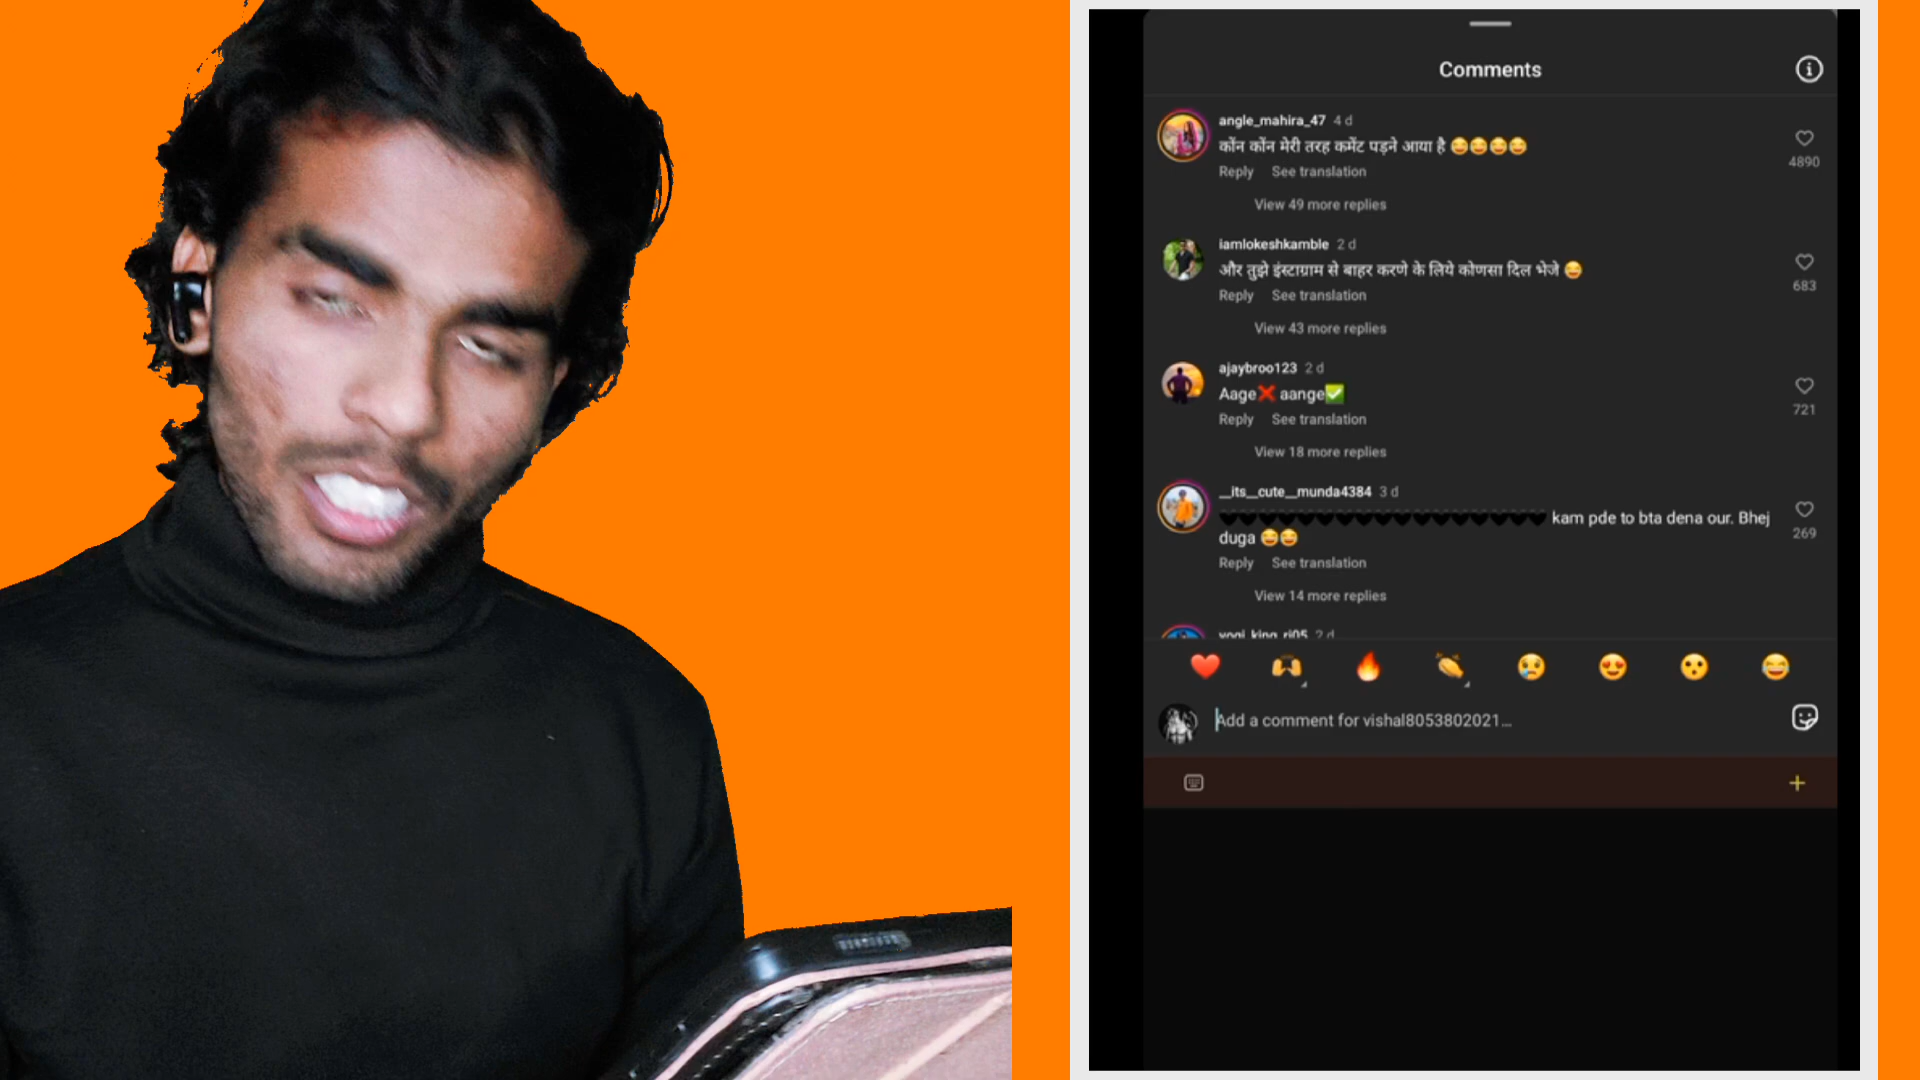 Comments
angle_mahira_47 4 d
कोंन कोंन मेरी तरह कमेंट पड़ने आया है 😂😂😂😂
4890
Reply See translation
View 49 more replies
iamlokeshkamble 2 d
और तुझे इंस्टाग्राम से बाहर करणे के लिये कोणसा दिल भेजे 😂
683
Reply See translation
View 43 more replies
ajaybroo123 2 d
Aage❌ aange✅
721
Reply See translation
View 18 more replies
__its__cute__munda4384 3 d
🖤🖤🖤🖤🖤🖤🖤🖤🖤🖤🖤🖤🖤🖤🖤🖤🖤 kam pde to bta dena our. Bhej
duga 😂😂
269
Reply See translation
View 14 more replies
yogi_king_rj05 2 d
Add a comment for vishal8053802021...